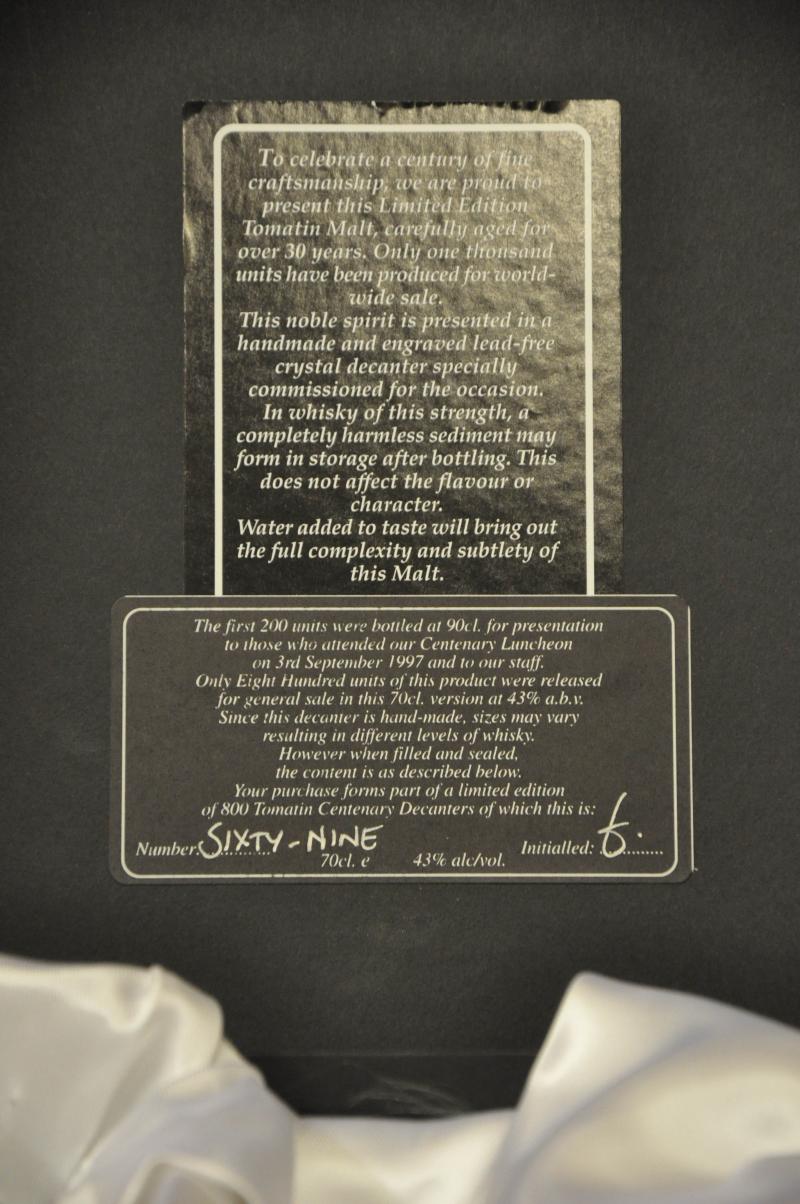 To celebrate a century of fine
craftsmanship, we are proud to
present this Limited Edition
Tomatin Malt, carefully aged for
over 30 years. Only one thousand
units have been produced for world-
wide sale.
This noble spirit is presented in a
handmade and engraved lead-free
crystal decanter specially
commissioned for the occasion.
In whisky of this strength, a
completely harmless sediment may
form in storage after bottling. This
does not affect the flavour or
character.
Water added to taste will bring out
the full complexity and subtlety of
this Malt.
The first 200 units were bottled at 90cl. for presentation
to those who attended our Centenary Luncheon
on 3rd September 1997 and to our staff.
Only Eight Hundred units of this product were released
for general sale in this 70cl. version at 43% a.b.v.
Since this decanter is hand-made, sizes may vary
resulting in different levels of whisky.
However when filled and sealed,
the content is as described below.
Your purchase forms part of a limited edition
of 800 Tomatin Centenary Decanters of which this is:
Number: SIXTY-NINE Initialled:
70cl. e 43% alc/vol.